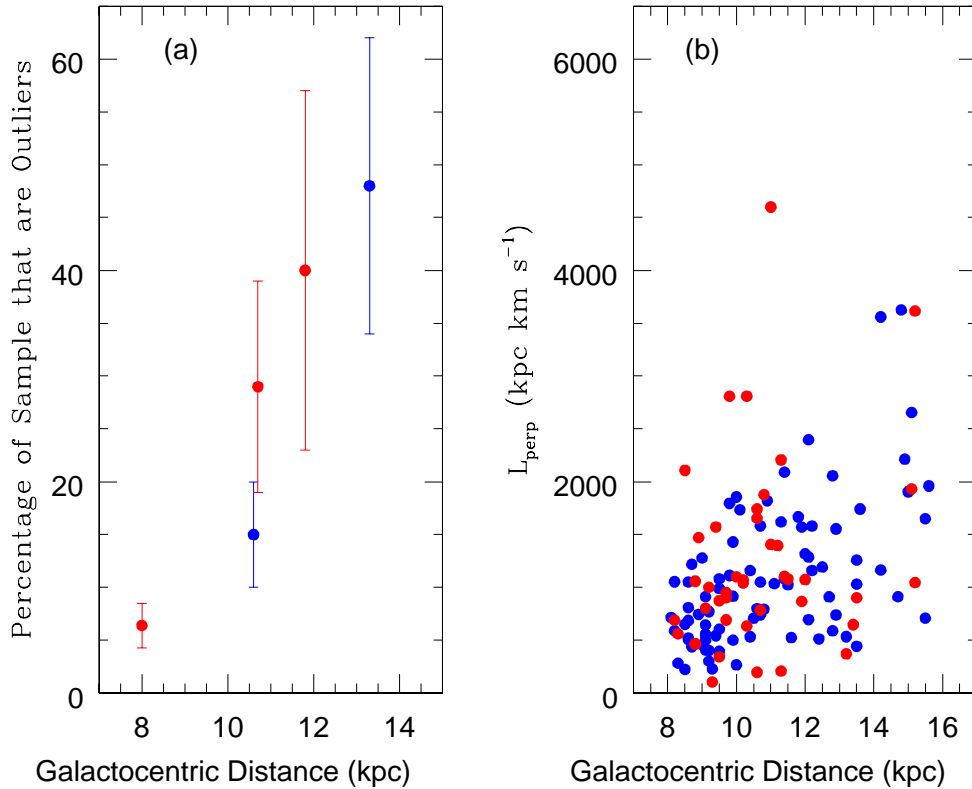 (a)
Percentage of Sample that are Outliers
60
40
20
0
8
10
12
14
Galactocentric Distance (kpc)
(b)
L_perp (kpc km s^−1)
6000
4000
2000
0
8
10
12
14
16
Galactocentric Distance (kpc)